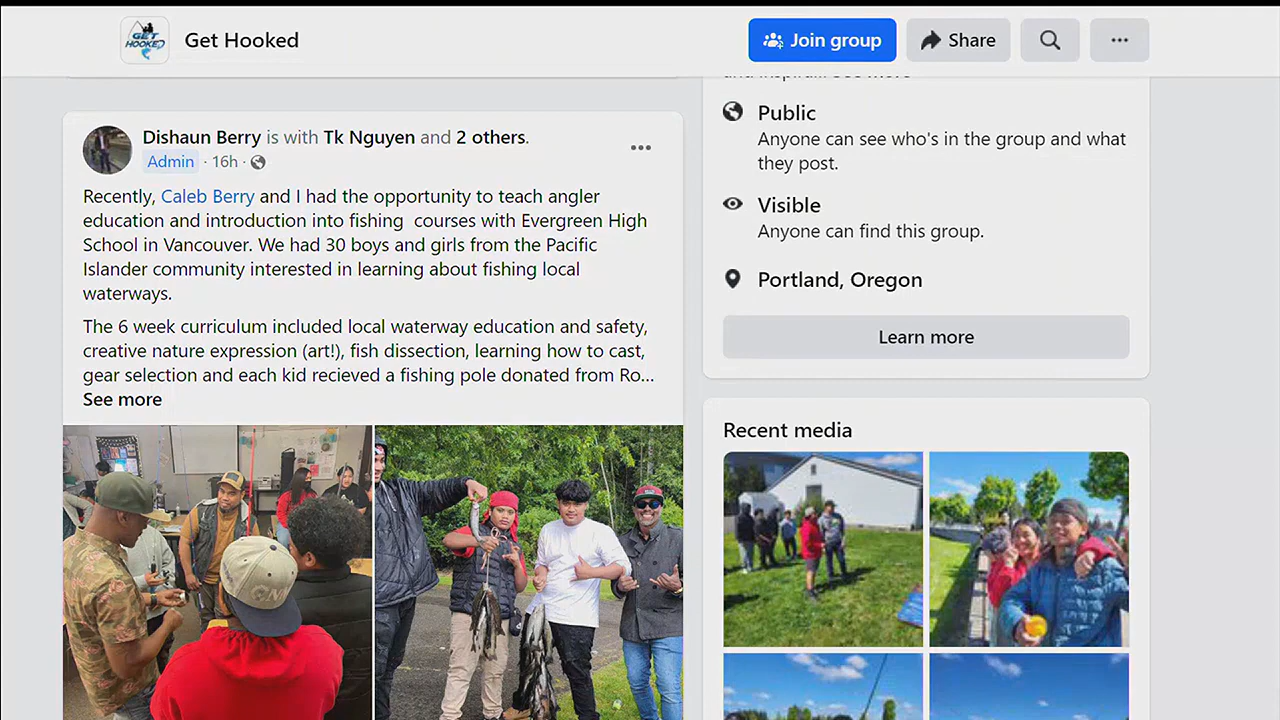 GET
HOOKED
Get Hooked
Join group
Share
Dishaun Berry is with Tk Nguyen and 2 others.
Admin · 16h ·
Recently, Caleb Berry and I had the opportunity to teach angler
education and introduction into fishing courses with Evergreen High
School in Vancouver. We had 30 boys and girls from the Pacific
Islander community interested in learning about fishing local
waterways.
The 6 week curriculum included local waterway education and safety,
creative nature expression (art!), fish dissection, learning how to cast,
gear selection and each kid recieved a fishing pole donated from Ro...
See more
Public
Anyone can see who's in the group and what
they post.
Visible
Anyone can find this group.
Portland, Oregon
Learn more
Recent media